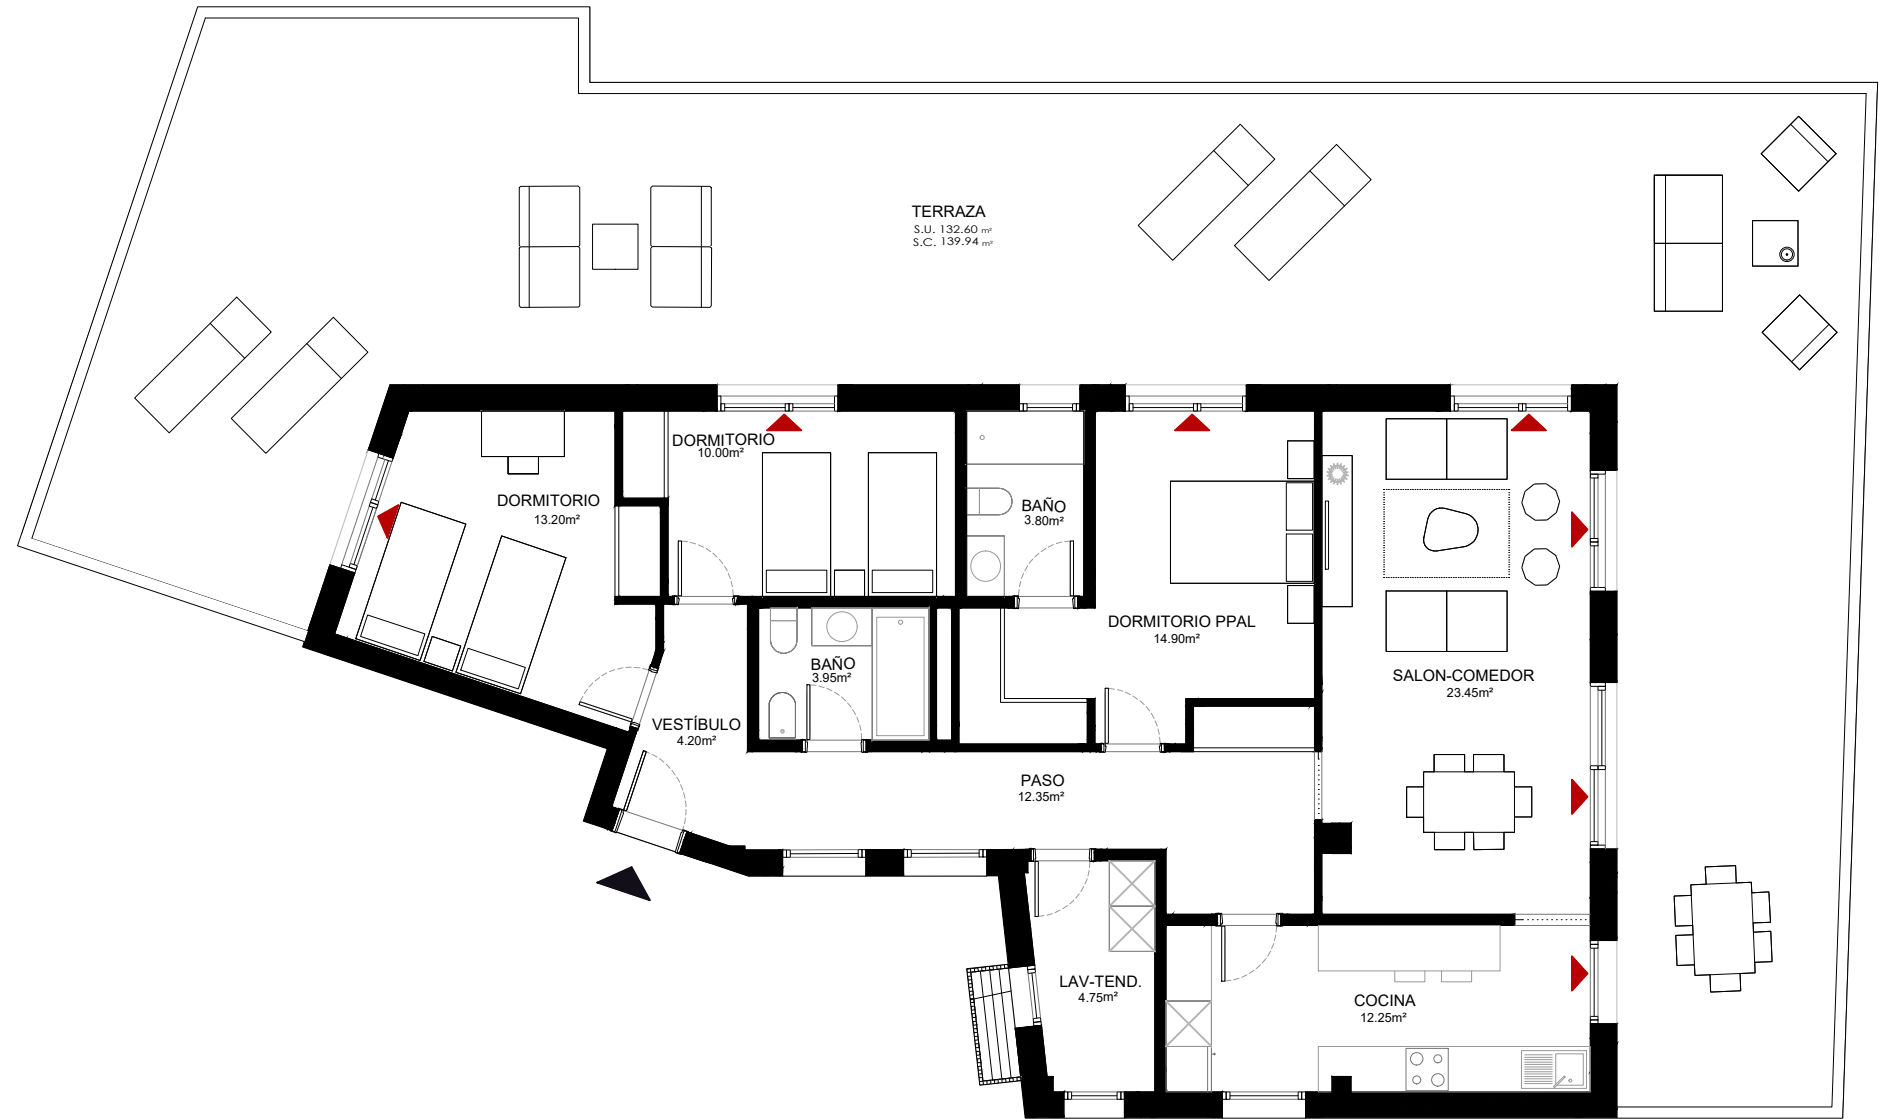 TERRAZA
S.U. 132.60 m²
S.C. 139.94 m²
DORMITORIO
10.00m²
DORMITORIO
13.20m²
BAÑO
3.80m²
DORMITORIO PPAL
14.90m²
BAÑO
3.95m²
SALON-COMEDOR
23.45m²
VESTÍBULO
4.20m²
PASO
12.35m²
LAV-TEND.
4.75m²
COCINA
12.25m²